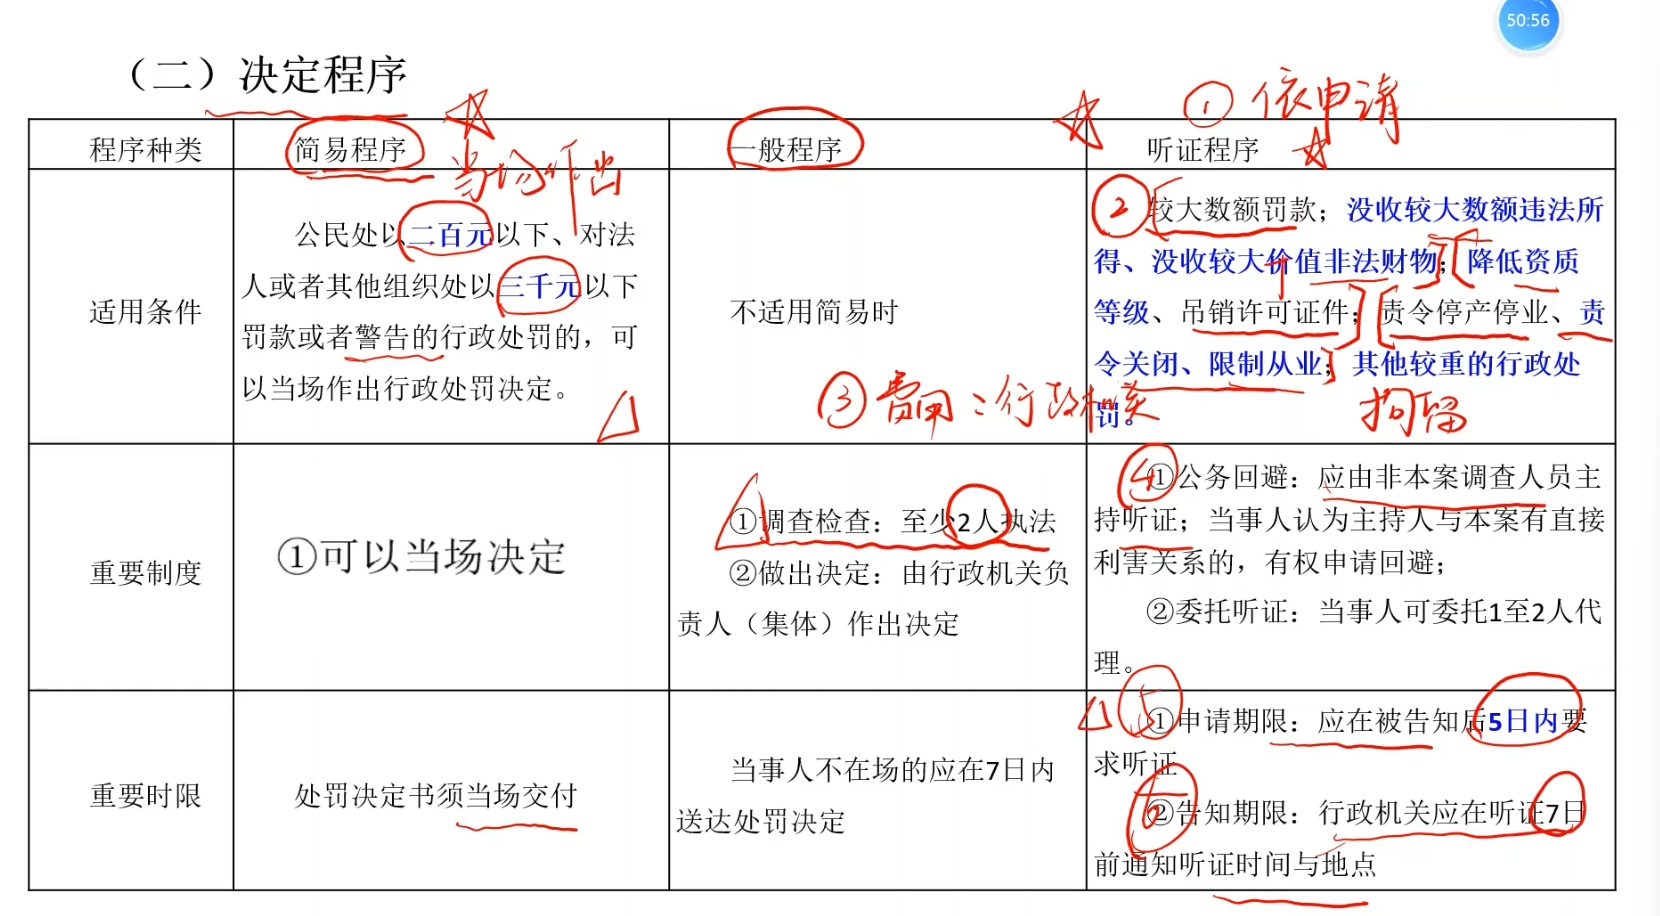 50:56
（二）决定程序
① 依申请
程序种类
简易程序
当场作出
一般程序
听证程序
适用条件
公民处以二百元以下、对法
人或者其他组织处以三千元以下
罚款或者警告的行政处罚的，可
以当场作出行政处罚决定。
不适用简易时
③ 费用：行政机关
② 较大数额罚款；没收较大数额违法所
得、没收较大价值非法财物；降低资质
等级、吊销许可证件；责令停产停业、责
令关闭、限制从业；其他较重的行政处
罚。
拘留
重要制度
①可以当场决定
①调查检查：至少2人执法
②做出决定：由行政机关负
责人（集体）作出决定
④
①公务回避：应由非本案调查人员主
持听证；当事人认为主持人与本案有直接
利害关系的，有权申请回避；
②委托听证：当事人可委托1至2人代
理。
重要时限
处罚决定书须当场交付
当事人不在场的应在7日内
送达处罚决定
⑤
①申请期限：应在被告知后5日内要
求听证
⑥
②告知期限：行政机关应在听证7日
前通知听证时间与地点